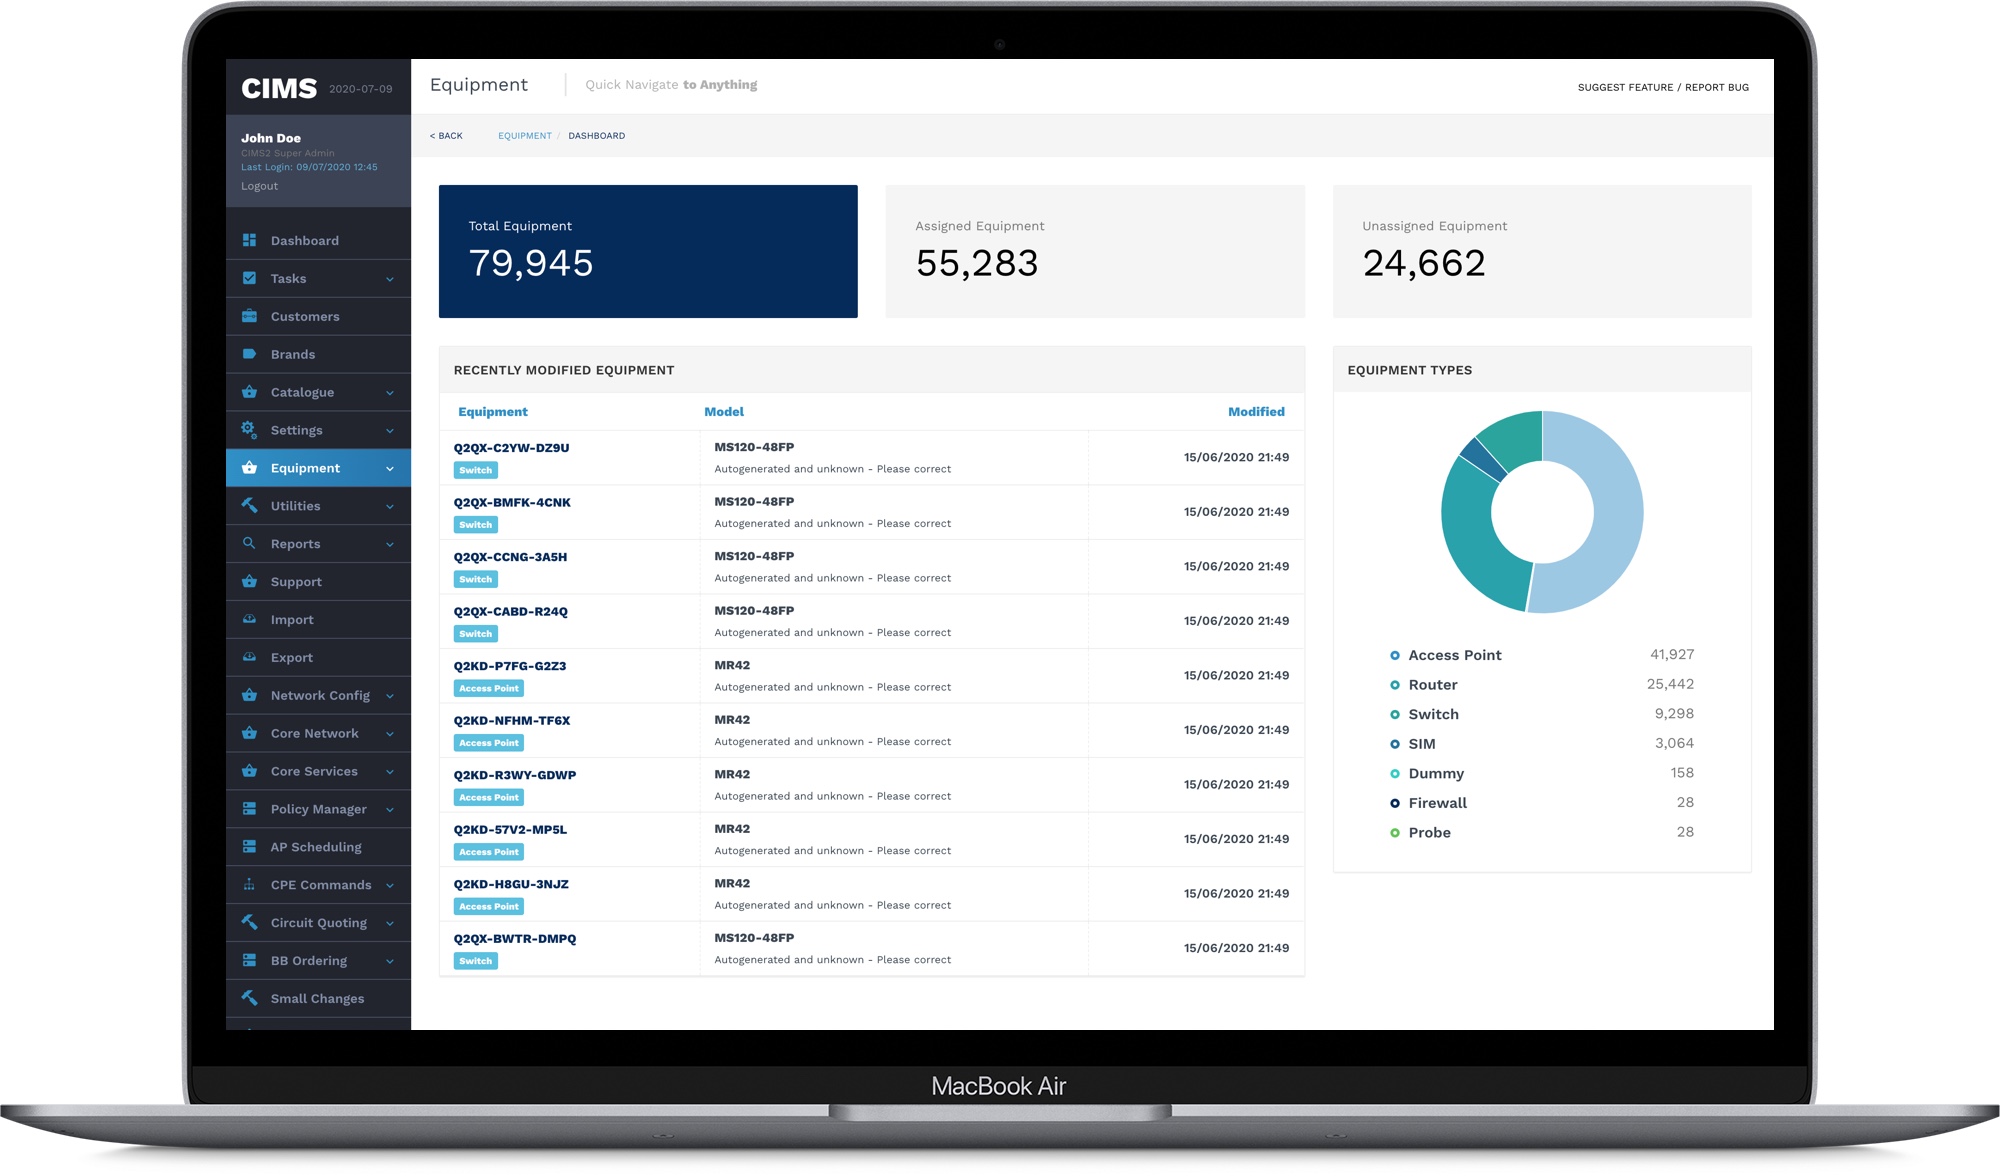 CIMS 2020-07-09
John Doe
CIMS2 Super Admin
Last Login: 09/07/2020 12:45
Logout
Dashboard
Tasks
Customers
Brands
Catalogue
Settings
Equipment
Utilities
Reports
Support
Import
Export
Network Config
Core Network
Core Services
Policy Manager
AP Scheduling
CPE Commands
Circuit Quoting
BB Ordering
Small Changes
Equipment
Quick Navigate to Anything
SUGGEST FEATURE / REPORT BUG
< BACK
EQUIPMENT / DASHBOARD
Total Equipment
79,945
Assigned Equipment
55,283
Unassigned Equipment
24,662
RECENTLY MODIFIED EQUIPMENT
Equipment Model Modified
Q2QX-C2YW-DZ9U
Switch
MS120-48FP
Autogenerated and unknown - Please correct
15/06/2020 21:49
Q2QX-BMFK-4CNK
Switch
MS120-48FP
Autogenerated and unknown - Please correct
15/06/2020 21:49
Q2QX-CCNG-3A5H
Switch
MS120-48FP
Autogenerated and unknown - Please correct
15/06/2020 21:49
Q2QX-CABD-R24Q
Switch
MS120-48FP
Autogenerated and unknown - Please correct
15/06/2020 21:49
Q2KD-P7FG-G2Z3
Access Point
MR42
Autogenerated and unknown - Please correct
15/06/2020 21:49
Q2KD-NFHM-TF6X
Access Point
MR42
Autogenerated and unknown - Please correct
15/06/2020 21:49
Q2KD-R3WY-GDWP
Access Point
MR42
Autogenerated and unknown - Please correct
15/06/2020 21:49
Q2KD-57V2-MP5L
Access Point
MR42
Autogenerated and unknown - Please correct
15/06/2020 21:49
Q2KD-H8GU-3NJZ
Access Point
MR42
Autogenerated and unknown - Please correct
15/06/2020 21:49
Q2QX-BWTR-DMPQ
Switch
MS120-48FP
Autogenerated and unknown - Please correct
15/06/2020 21:49
EQUIPMENT TYPES
Access Point 41,927
Router 25,442
Switch 9,298
SIM 3,064
Dummy 158
Firewall 28
Probe 28
MacBook Air